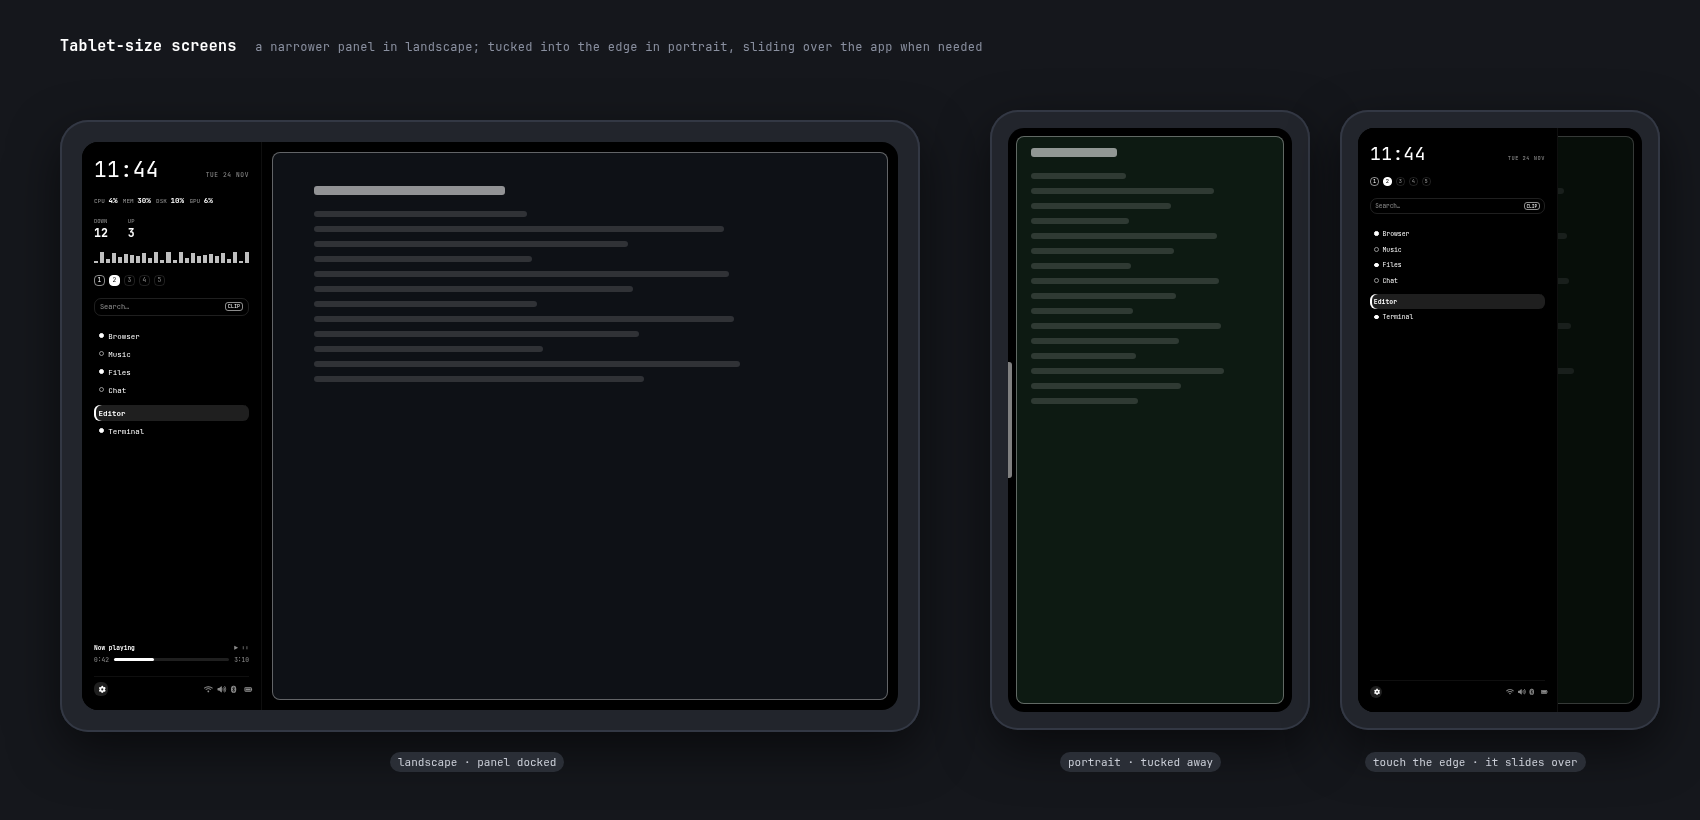 Tablet-size screens a narrower panel in landscape; tucked into the edge in portrait, sliding over the app when needed
11:44 TUE 24 NOV
CPU 4% MEM 30% DSK 10% GPU 6%
DOWN UP
12 3
1 2 3 4 5
Search… CLIP
Browser
Music
Files
Chat
Editor
Terminal
Now playing
0:42 3:10
landscape · panel docked
portrait · tucked away
11:44 TUE 24 NOV
1 2 3 4 5
Search… CLIP
Browser
Music
Files
Chat
Editor
Terminal
touch the edge · it slides over